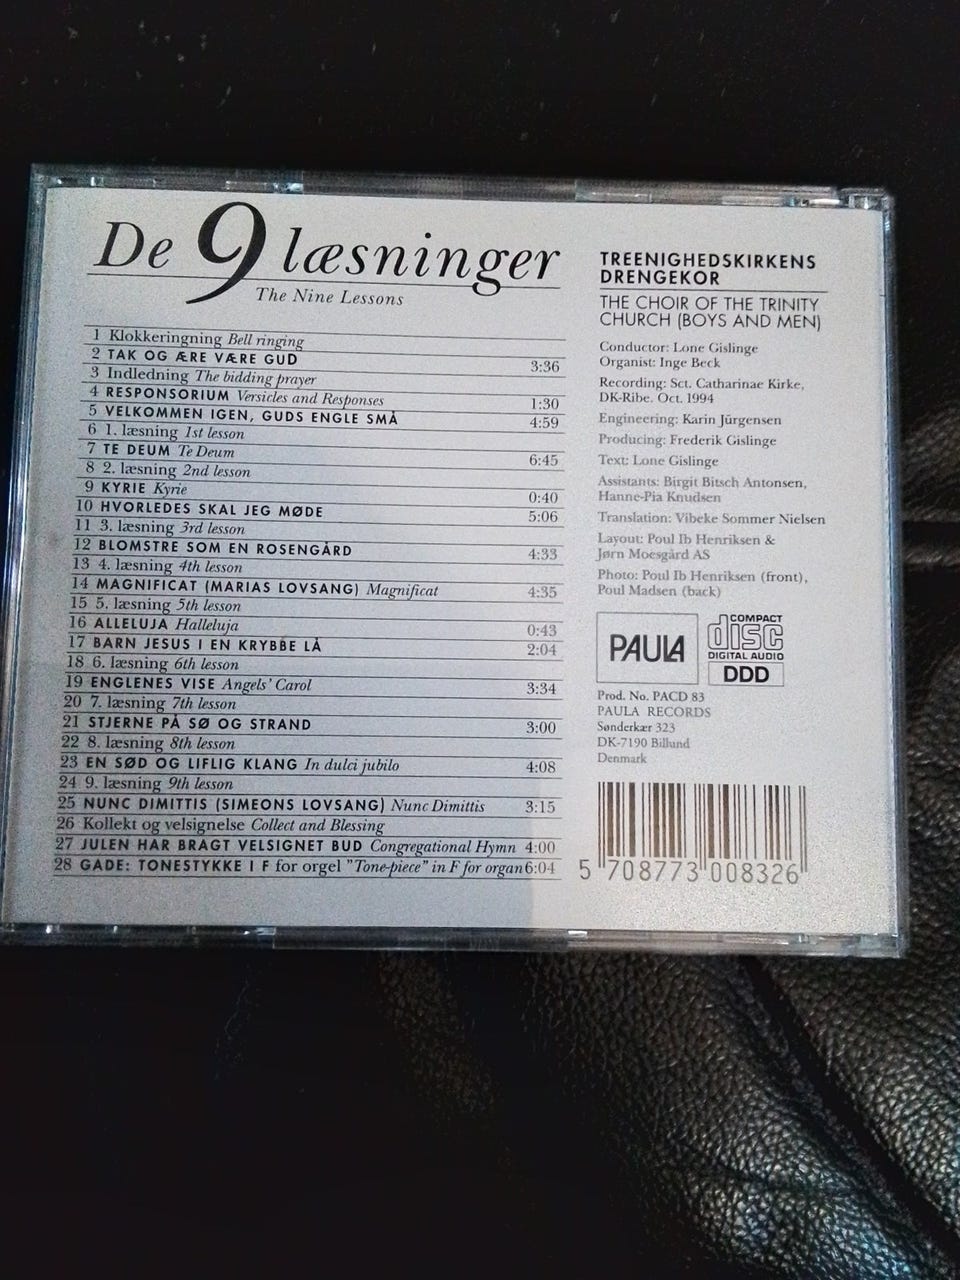 De 9 læsninger
The Nine Lessons
1 Klokkeringning Bell ringing
2 TAK OG ÆRE VÆRE GUD 3:36
3 Indledning The bidding prayer
4 RESPONSORIUM Versicles and Responses 1:30
5 VELKOMMEN IGEN, GUDS ENGLE SMÅ 4:59
6 1. læsning 1st lesson
7 TE DEUM Te Deum 6:45
8 2. læsning 2nd lesson
9 KYRIE Kyrie 0:40
10 HVORLEDES SKAL JEG MØDE 5:06
11 3. læsning 3rd lesson
12 BLOMSTRE SOM EN ROSENGÅRD 4:33
13 4. læsning 4th lesson
14 MAGNIFICAT (MARIAS LOVSANG) Magnificat 4:35
15 5. læsning 5th lesson
16 ALLELUJA Halleluja 0:43
17 BARN JESUS I EN KRYBBE LÅ 2:04
18 6. læsning 6th lesson
19 ENGLENES VISE Angels' Carol 3:34
20 7. læsning 7th lesson
21 STJERNE PÅ SØ OG STRAND 3:00
22 8. læsning 8th lesson
23 EN SØD OG LIFLIG KLANG In dulci jubilo 4:08
24 9. læsning 9th lesson
25 NUNC DIMITTIS (SIMEONS LOVSANG) Nunc Dimittis 3:15
26 Kollekt og velsignelse Collect and Blessing
27 JULEN HAR BRAGT VELSIGNET BUD Congregational Hymn 4:00
28 GADE: TONESTYKKE I F for orgel "Tone-piece" in F for organ 6:04
TREENIGHEDSKIRKENS
DRENGEKOR
THE CHOIR OF THE TRINITY
CHURCH (BOYS AND MEN)
Conductor: Lone Gislinge
Organist: Inge Beck
Recording: Sct. Catharinae Kirke,
DK-Ribe. Oct. 1994
Engineering: Karin Jürgensen
Producing: Frederik Gislinge
Text: Lone Gislinge
Assistants: Birgit Bitsch Antonsen,
Hanne-Pia Knudsen
Translation: Vibeke Sommer Nielsen
Layout: Poul Ib Henriksen &
Jørn Moesgård AS
Photo: Poul Ib Henriksen (front),
Poul Madsen (back)
PAULA
COMPACT
disc
DIGITAL AUDIO
DDD
Prod. No. PACD 83
PAULA RECORDS
Sønderkær 323
DK-7190 Billund
Denmark
5 708773 008326